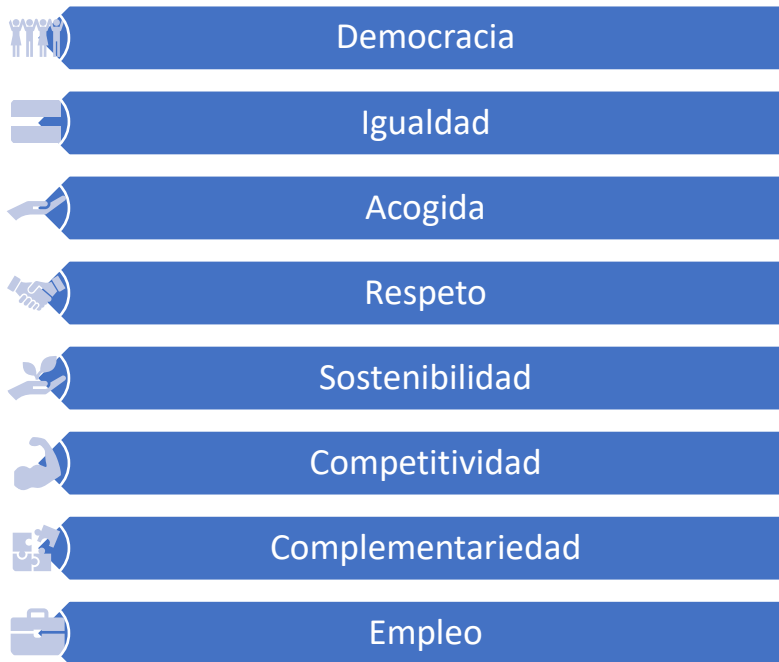 Democracia
Igualdad
Acogida
Respeto
Sostenibilidad
Competitividad
Complementariedad
Empleo